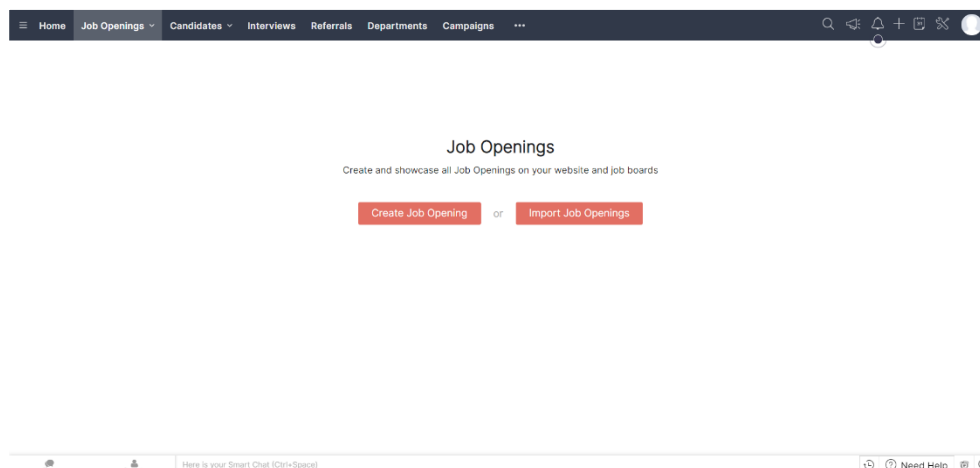 Home Job Openings Candidates Interviews Referrals Departments Campaigns ...
Job Openings
Create and showcase all Job Openings on your website and job boards
Create Job Opening or Import Job Openings
Here is your Smart Chat (Ctrl+Space) Need Help